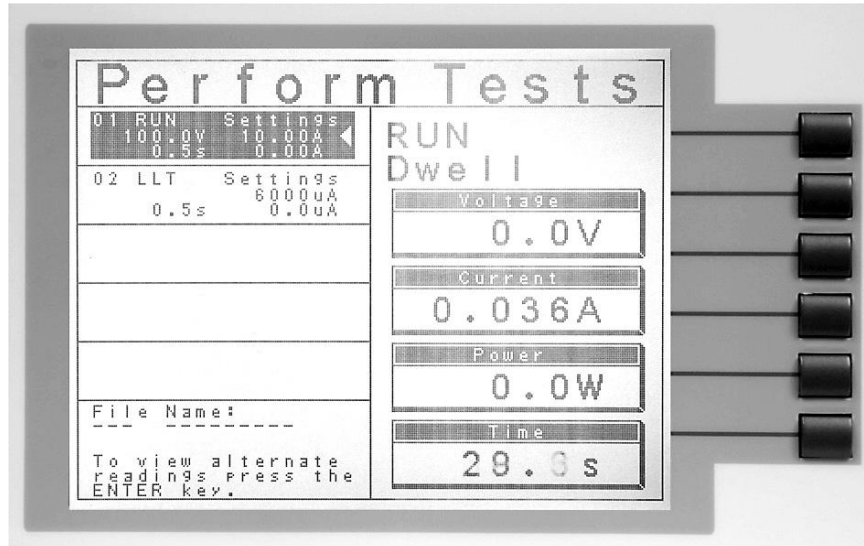 Perform Tests
01 RUN Settings
100.0V 10.00A
0.5s 0.00A
02 LLT Settings
6000uA
0.5s 0.0uA
File Name:
To view alternate
readings press the
ENTER key.
RUN
Dwell
Voltage
0.0V
Current
0.036A
Power
0.0W
Time
s